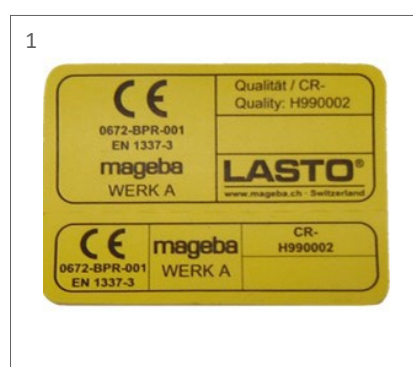 1
CE
0672-BPR-001
EN 1337-3
mageba
WERK A
Qualität / CR-
Quality: H990002
LASTO®
www.mageba.ch - Switzerland
CE
0672-BPR-001
EN 1337-3
mageba
WERK A
CR-
H990002